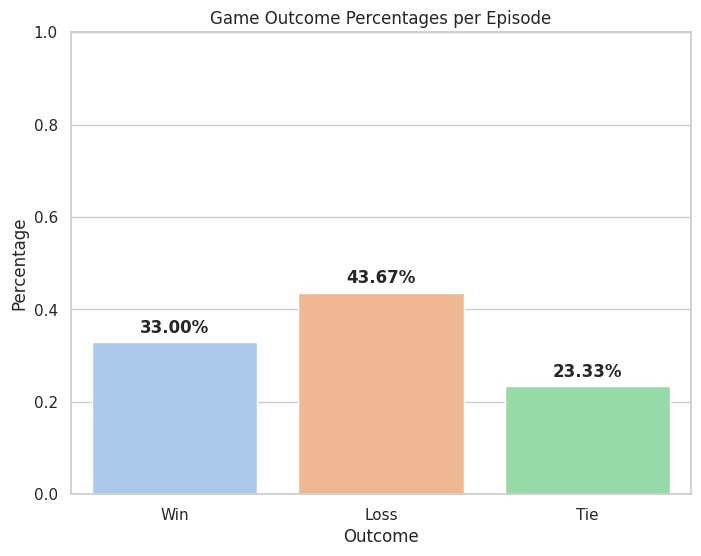 Game Outcome Percentages per Episode
1.0
0.8
0.6
0.4
0.2
0.0
Percentage
33.00%
43.67%
23.33%
Win
Loss
Tie
Outcome